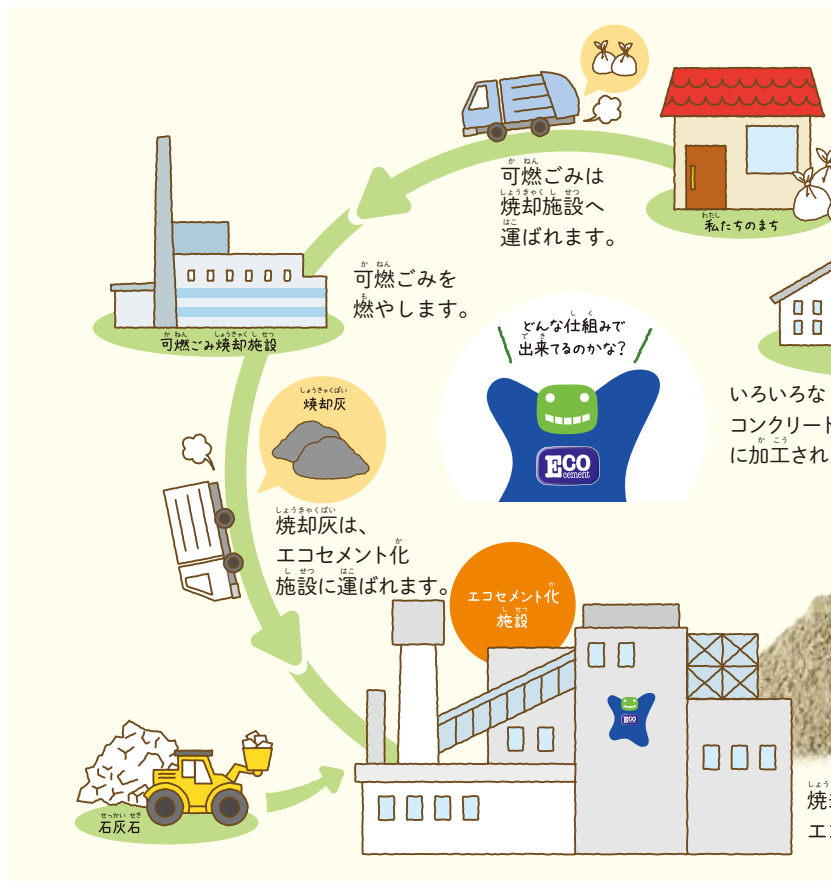 可燃ごみは
焼却施設へ
運ばれます。
私たちのまち
可燃ごみを
燃やします。
可燃ごみ焼却施設
どんな仕組みで
出来てるのかな?
ECO
cement
焼却灰
焼却灰は、
エコセメント化
施設に運ばれます。
いろいろな
コンクリート
に加工され
エコセメント化
施設
ECO
石灰石
焼却
エコ